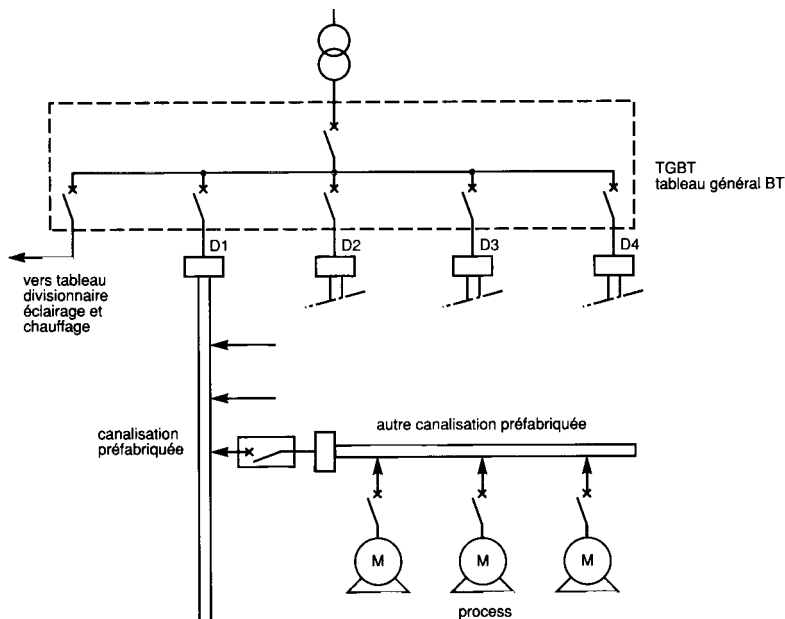 TGBT
tableau général BT
D1
D2
D3
D4
vers tableau
divisionnaire
éclairage et
chauffage
autre canalisation préfabriquée
canalisation
préfabriquée
M
M
M
process